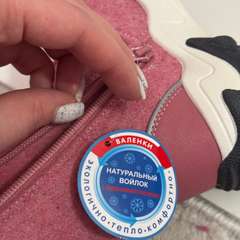 ВАЛЕНКИ
НАТУРАЛЬНЫЙ
ВОЙЛОК
ЭКОЛОГИЧНО•ТЕПЛО•КОМФОРТНО•